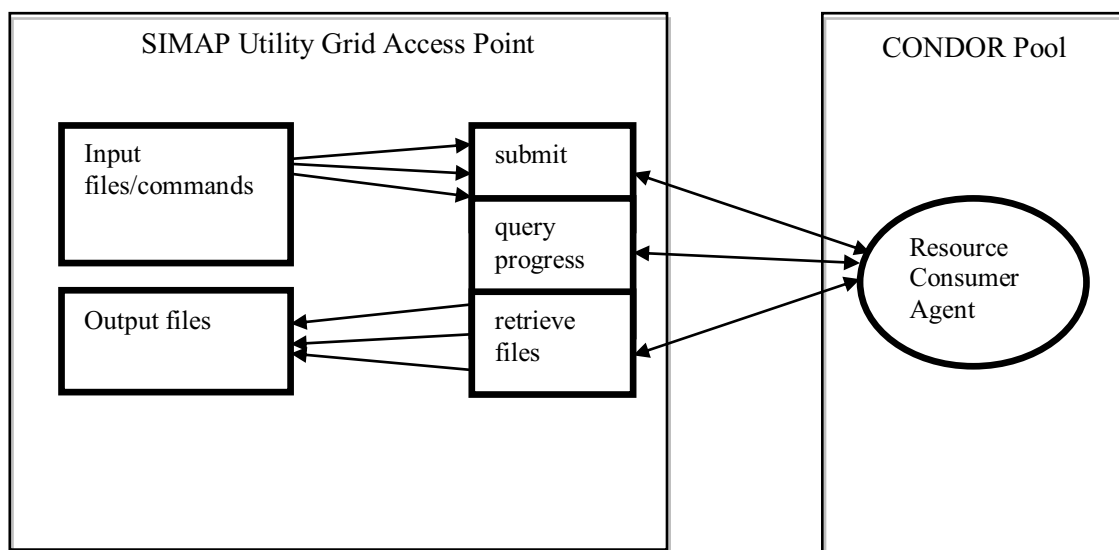 SIMAP Utility Grid Access Point
CONDOR Pool
Input
files/commands
submit
query
progress
Output files
retrieve
files
Resource
Consumer
Agent